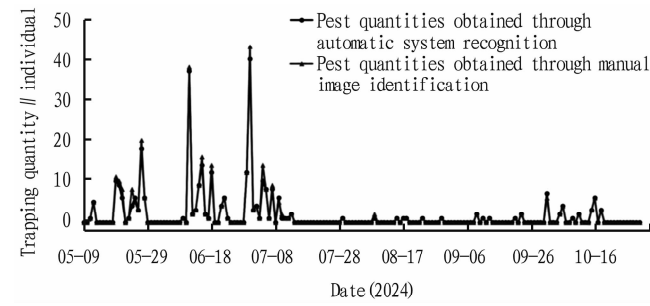 Pest quantities obtained through
automatic system recognition
Pest quantities obtained through manual
image identification
Trapping quantity∥individual
50
40
30
20
10
0
05-09 05-29 06-18 07-08 07-28 08-17 09-06 09-26 10-16
Date(2024)